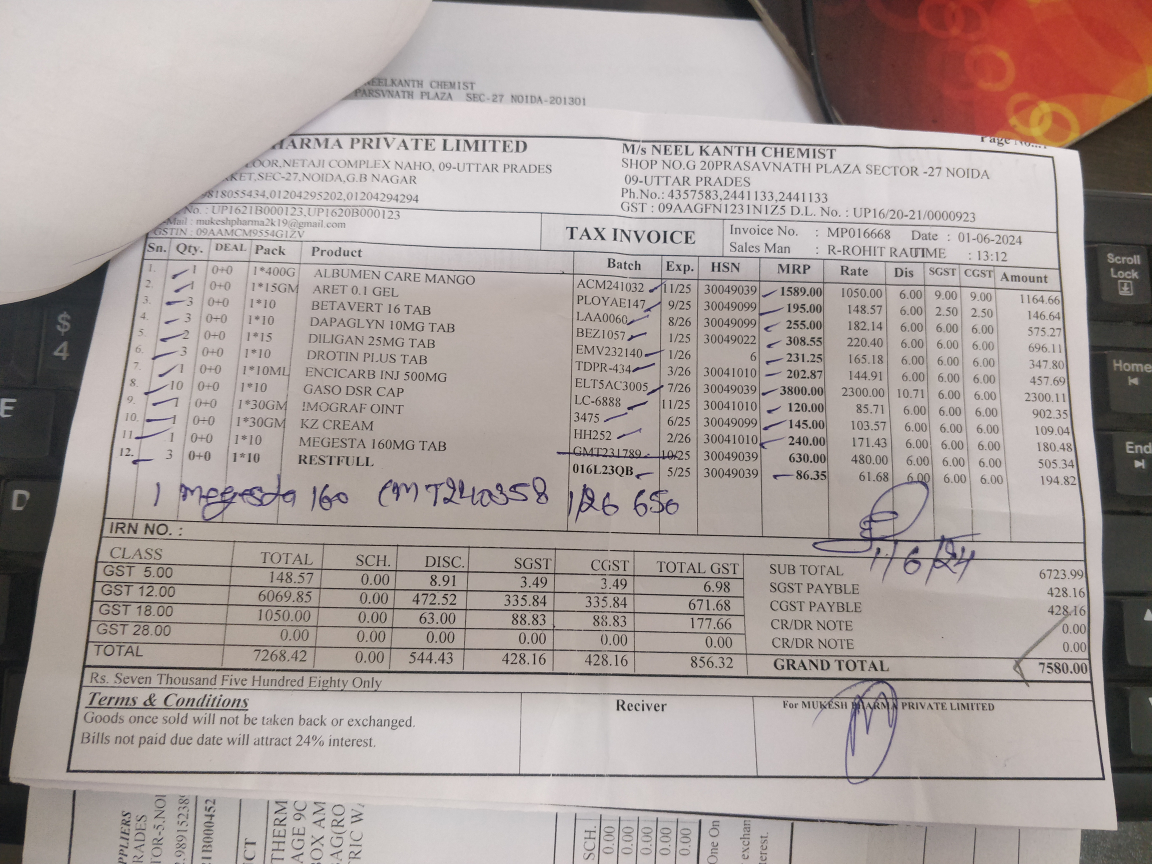 NEELKANTH CHEMIST
PARSVNATH PLAZA SEC-27 NOIDA-201301
HARMA PRIVATE LIMITED
OOR,NETAJI COMPLEX NAHO, 09-UTTAR PRADES
KET,SEC-27,NOIDA,G.B NAGAR
9818055434,01204295202,01204294294
No. : UP1621B000123,UP1620B000123
Mail : mukeshpharma2k19@gmail.com
GSTIN : 09AAMCM9554G1ZV
M/s NEEL KANTH CHEMIST
SHOP NO.G 20PRASAVNATH PLAZA SECTOR -27 NOIDA
09-UTTAR PRADES
Ph.No.: 4357583,2441133,2441133
GST : 09AAGFN1231N1Z5 D.L. No. : UP16/20-21/0000923
TAX INVOICE
Invoice No. : MP016668 Date : 01-06-2024
Sales Man : R-ROHIT RAUTIME : 13:12
Sn. Qty. DEAL Pack Product Batch Exp. HSN MRP Rate Dis SGST CGST Amount
1. 1 0+0 1*400G ALBUMEN CARE MANGO ACM241032 11/25 30049039 1589.00 1050.00 6.00 9.00 9.00 1164.66
2. 1 0+0 1*15GM ARET 0.1 GEL PLOYAE147 9/25 30049099 195.00 148.57 6.00 2.50 2.50 146.64
3. 3 0+0 1*10 BETAVERT 16 TAB LAA0060 8/26 30049099 255.00 182.14 6.00 6.00 6.00 575.27
4. 3 0+0 1*10 DAPAGLYN 10MG TAB BEZ1057 1/25 30049022 308.55 220.40 6.00 6.00 6.00 696.11
5. 2 0+0 1*15 DILIGAN 25MG TAB EMV232140 1/26 6 231.25 165.18 6.00 6.00 6.00 347.80
6. 3 0+0 1*10 DROTIN PLUS TAB TDPR-434 3/26 30041010 202.87 144.91 6.00 6.00 6.00 457.69
7. 1 0+0 1*10ML ENCICARB INJ 500MG ELT5AC3005 7/26 30049039 3800.00 2300.00 10.71 6.00 6.00 2300.11
8. 10 0+0 1*10 GASO DSR CAP LC-6888 11/25 30041010 120.00 85.71 6.00 6.00 6.00 902.35
9. 1 0+0 1*30GM IMOGRAF OINT 3475 6/25 30049099 145.00 103.57 6.00 6.00 6.00 109.04
10. 1 0+0 1*30GM KZ CREAM HH252 2/26 30041010 240.00 171.43 6.00 6.00 6.00 180.48
11. 1 0+0 1*10 MEGESTA 160MG TAB GMT231789 10/25 30049039 630.00 480.00 6.00 6.00 6.00 505.34
12. 3 0+0 1*10 RESTFULL 016L23QB 5/25 30049039 86.35 61.68 6.00 6.00 6.00 194.82
1 Megesta 160 GMT240358 1/26 650
1/6/24
IRN NO. :
CLASS TOTAL SCH. DISC. SGST CGST TOTAL GST
GST 5.00 148.57 0.00 8.91 3.49 3.49 6.98
GST 12.00 6069.85 0.00 472.52 335.84 335.84 671.68
GST 18.00 1050.00 0.00 63.00 88.83 88.83 177.66
GST 28.00 0.00 0.00 0.00 0.00 0.00 0.00
TOTAL 7268.42 0.00 544.43 428.16 428.16 856.32
SUB TOTAL 6723.99
SGST PAYBLE 428.16
CGST PAYBLE 428.16
CR/DR NOTE 0.00
CR/DR NOTE 0.00
GRAND TOTAL 7580.00
Rs. Seven Thousand Five Hundred Eighty Only
Terms & Conditions
Goods once sold will not be taken back or exchanged.
Bills not paid due date will attract 24% interest.
Reciver
For MUKESH PHARMA PRIVATE LIMITED
Scroll
Lock
Home
End
$
4
E
D
SCH.
0.00
0.00
0.00
0.00
0.00
One On